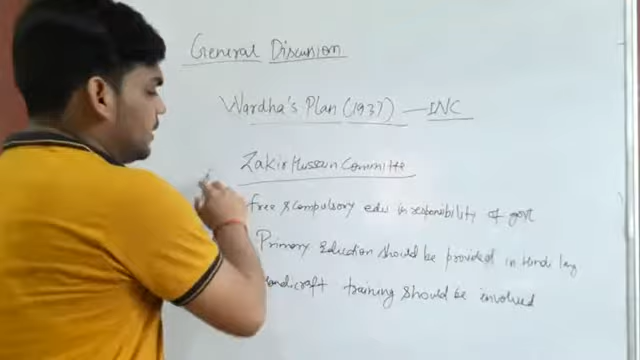 General Discussion
Wardha's Plan (1937) — INC
Zakir Hussain Committe
free & compulsory edu is responsibility of govt
Primary Education should be provided in Hindi lag
Handicraft training should be involved